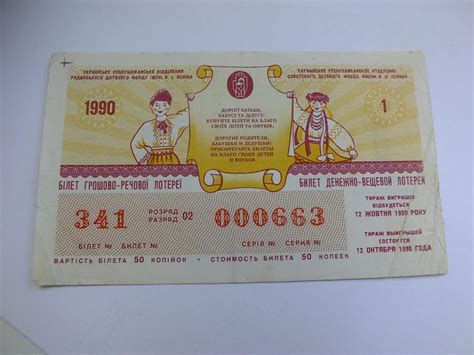 УКРАЇНСЬКЕ РЕСПУБЛІКАНСЬКЕ ВІДДІЛЕННЯ
РАДЯНСЬКОГО ДИТЯЧОГО ФОНДУ ІМЕНІ В. І. ЛЕНІНА
УКРАИНСКОЕ РЕСПУБЛИКАНСКОЕ ОТДЕЛЕНИЕ
СОВЕТСКОГО ДЕТСКОГО ФОНДА ИМЕНИ В. И. ЛЕНИНА
1990
1
ДОРОГІ БАТЬКИ,
БАБУСІ ТА ДІДУСІ!
КУПУЙТЕ БІЛЕТИ НА БЛАГО
СВОЇХ ДІТЕЙ ТА ОНУКІВ.
ДОРОГИЕ РОДИТЕЛИ,
БАБУШКИ И ДЕДУШКИ!
ПРИОБРЕТАЙТЕ БИЛЕТЫ
НА БЛАГО СВОИХ ДЕТЕЙ
И ВНУКОВ
БІЛЕТ ГРОШОВО-РЕЧОВОЇ ЛОТЕРЕЇ
БИЛЕТ ДЕНЕЖНО-ВЕЩЕВОЙ ЛОТЕРЕИ
341
РОЗРЯД
РАЗРЯД 02
000663
БІЛЕТ № БИЛЕТ №
СЕРІЯ № СЕРИЯ №
ТИРАЖ ВИГРАШІВ
ВІДБУДЕТЬСЯ
12 ЖОВТНЯ 1990 РОКУ
ТИРАЖ ВЫИГРЫШЕЙ
СОСТОИТСЯ
12 ОКТЯБРЯ 1990 ГОДА
ВАРТІСТЬ БІЛЕТА 50 КОПІЙОК • СТОИМОСТЬ БИЛЕТА 50 КОПЕЕК